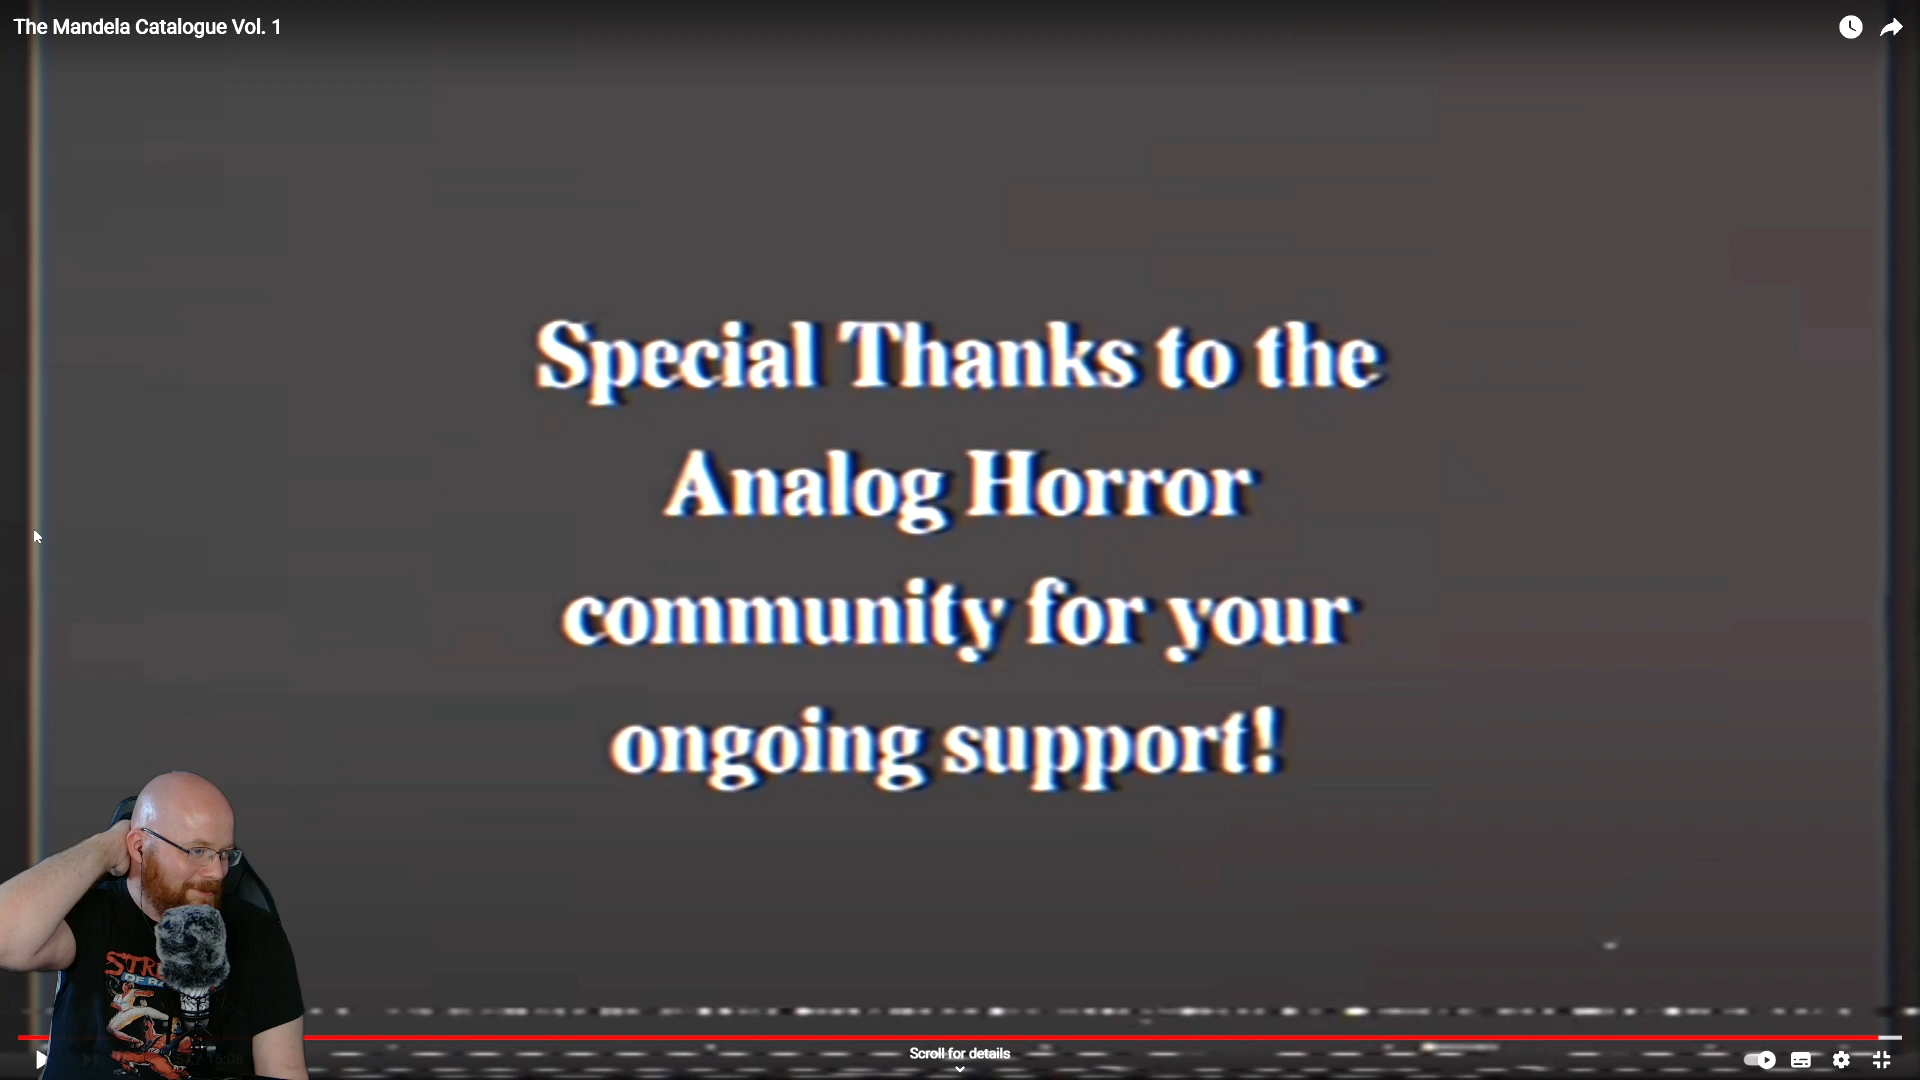 The Mandela Catalogue Vol. 1
Special Thanks to the
Analog Horror
community for your
ongoing support!
Scroll for details